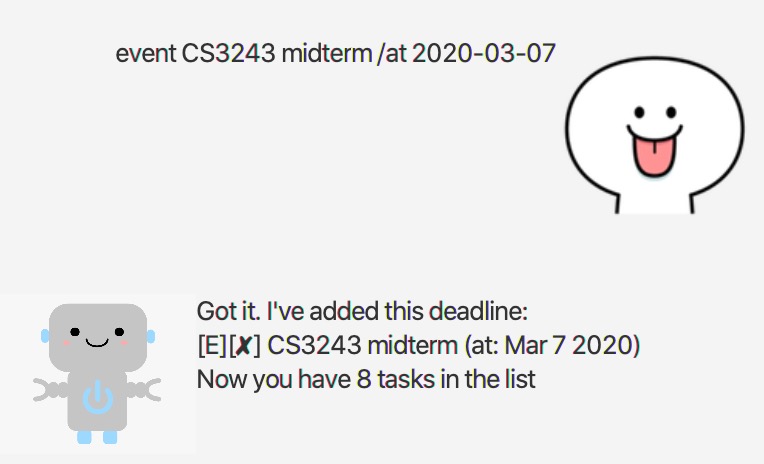 event CS3243 midterm /at 2020-03-07
Got it. I've added this deadline:
[E][✘] CS3243 midterm (at: Mar 7 2020)
Now you have 8 tasks in the list